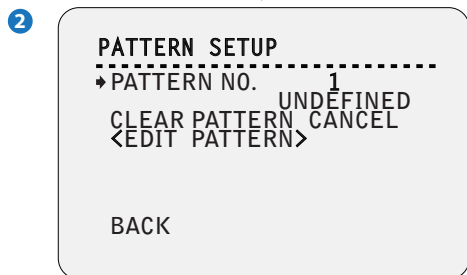 2
PATTERN SETUP
PATTERN NO. 1
UNDEFINED
CLEAR PATTERN CANCEL
<EDIT PATTERN>
BACK